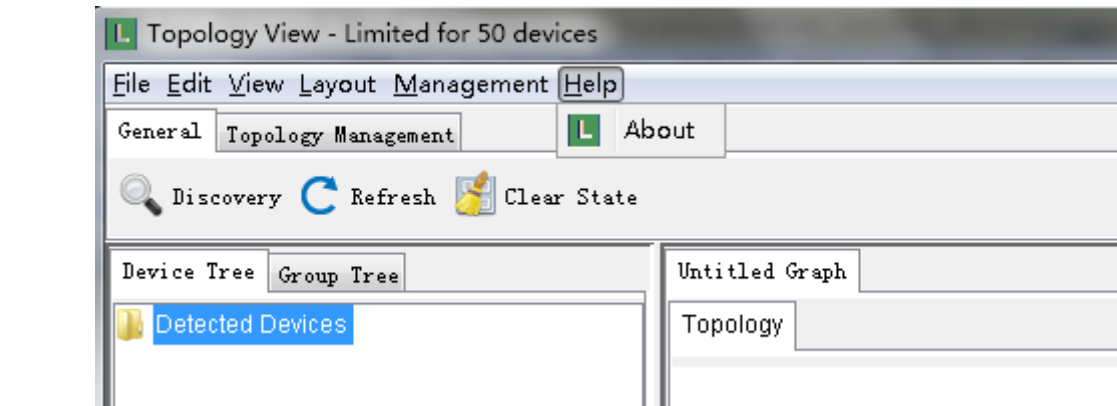 L Topology View - Limited for 50 devices
File Edit View Layout Management Help
General Topology Management
L About
Discovery Refresh Clear State
Device Tree Group Tree
Untitled Graph
Detected Devices
Topology